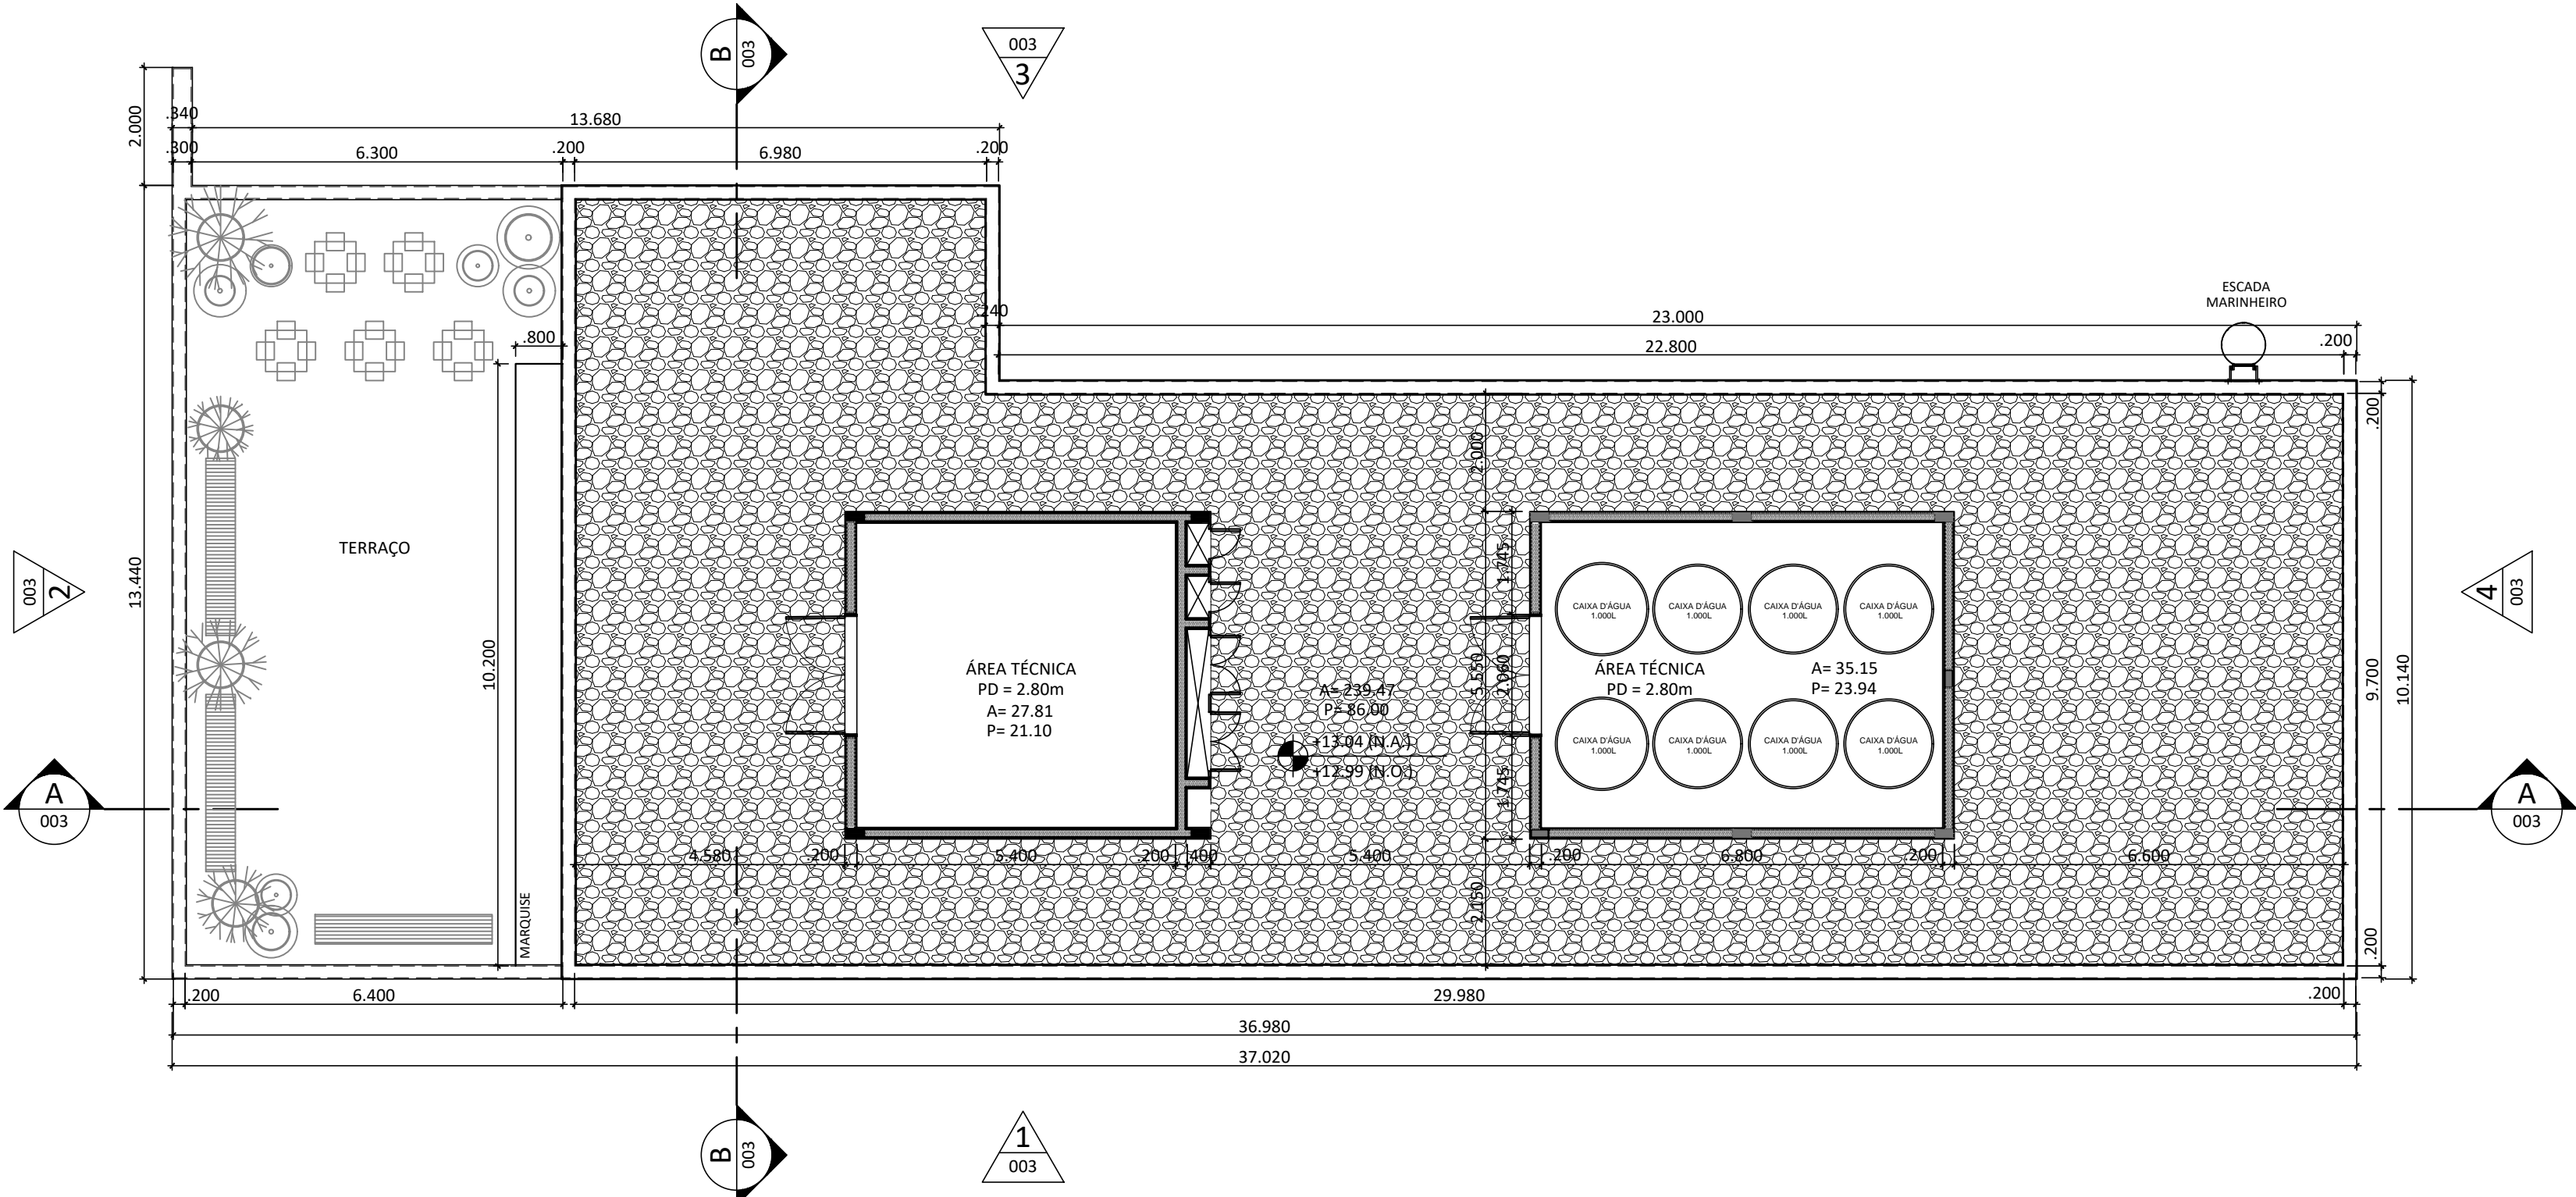 B
003
003
3
2.000
.340
13.680
.300
6.300
.200
6.980
.200
ESCADA
MARINHEIRO
.240
23.000
22.800
.200
.800
.200
2.000
TERRAÇO
13.440
003
2
4
003
10.200
1.745
CAIXA D'ÁGUA
1.000L
CAIXA D'ÁGUA
1.000L
CAIXA D'ÁGUA
1.000L
CAIXA D'ÁGUA
1.000L
ÁREA TÉCNICA
PD = 2.80m
A= 27.81
P= 21.10
A= 239.47
P= 86.00
+13.04 (N.A.)
+12.99 (N.O.)
5.550
2.060
ÁREA TÉCNICA
PD = 2.80m
A= 35.15
P= 23.94
CAIXA D'ÁGUA
1.000L
CAIXA D'ÁGUA
1.000L
CAIXA D'ÁGUA
1.000L
CAIXA D'ÁGUA
1.000L
9.700
10.140
A
003
A
003
1.745
4.580
.200
5.400
.200
.400
5.400
.200
6.800
.200
6.600
2.150
MARQUISE
.200
.200
6.400
29.980
.200
36.980
37.020
B
003
1
003